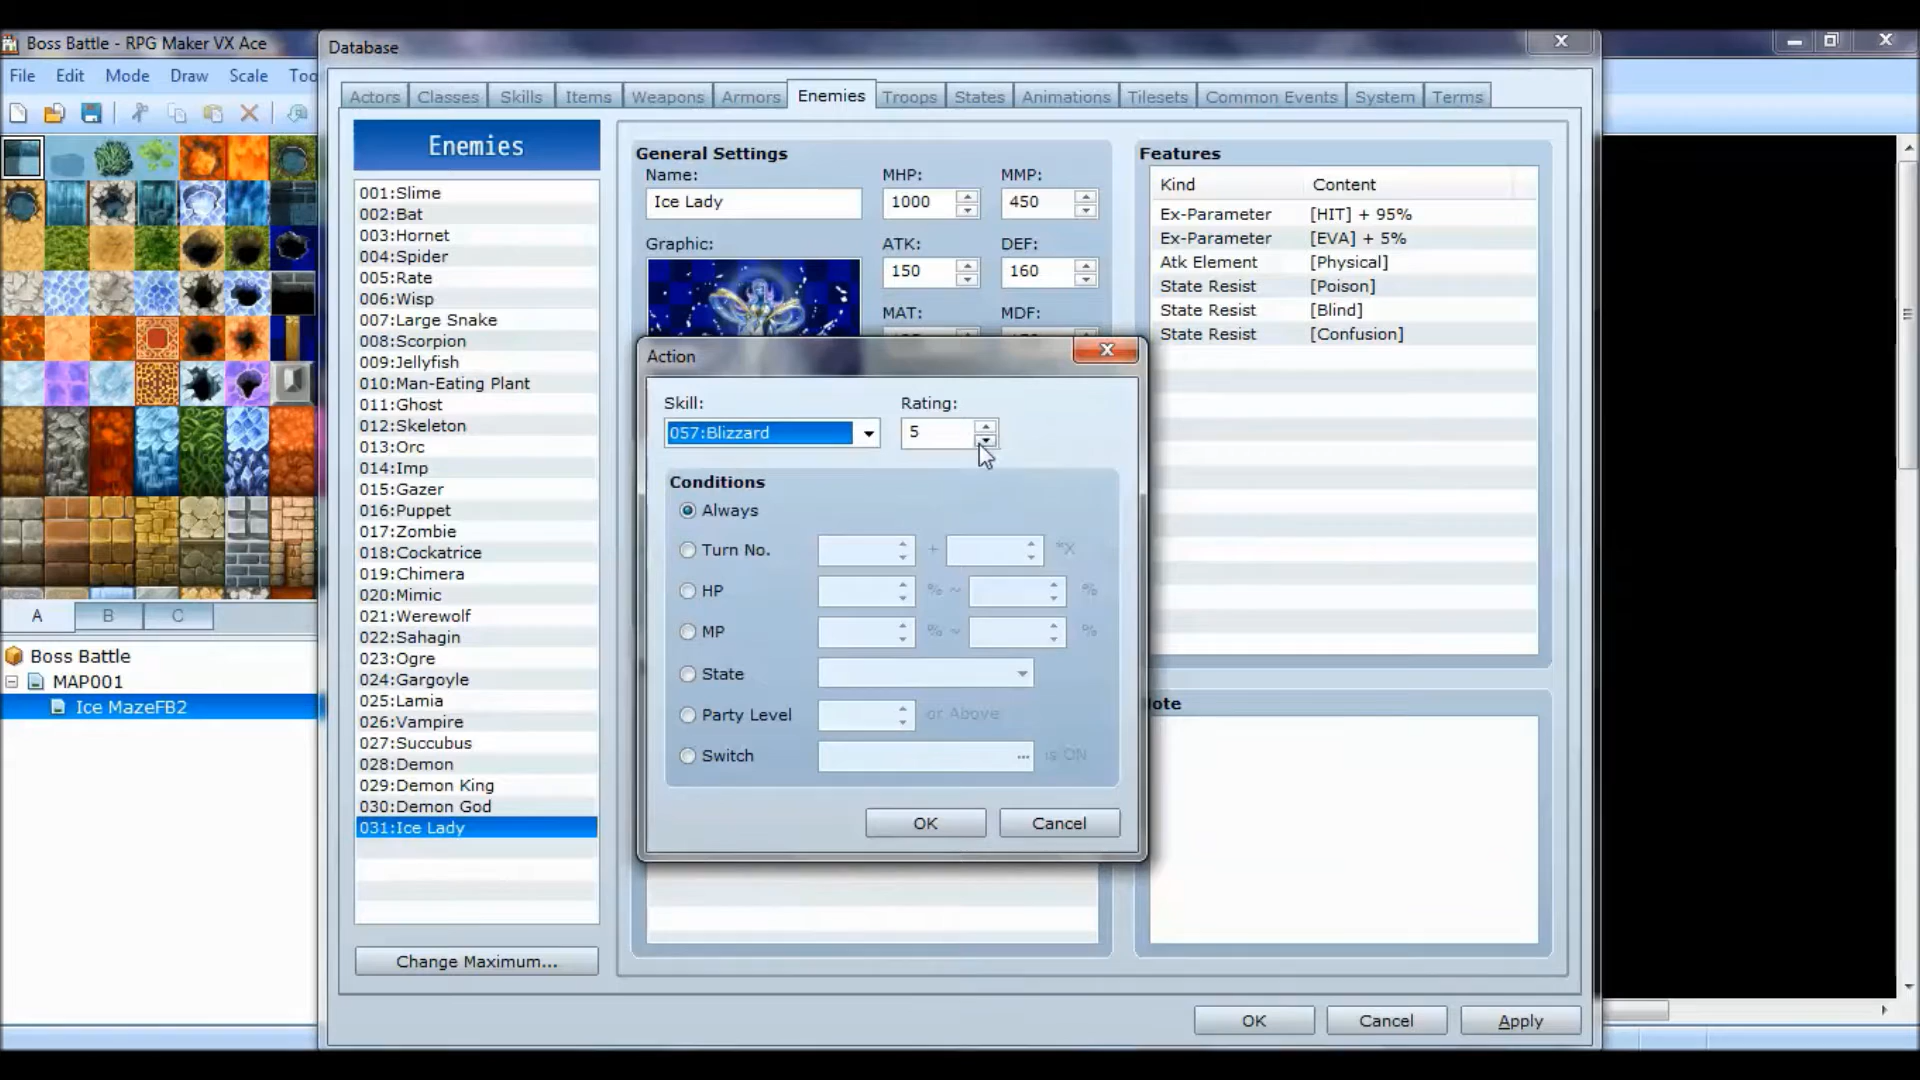 Boss Battle - RPG Maker VX Ace
File Edit Mode Draw Scale Too
Database
Actors Classes Skills Items Weapons Armors Enemies Troops States Animations Tilesets Common Events System Terms
Enemies
001:Slime
002:Bat
003:Hornet
004:Spider
005:Rate
006:Wisp
007:Large Snake
008:Scorpion
009:Jellyfish
010:Man-Eating Plant
011:Ghost
012:Skeleton
013:Orc
014:Imp
015:Gazer
016:Puppet
017:Zombie
018:Cockatrice
019:Chimera
020:Mimic
021:Werewolf
022:Sahagin
023:Ogre
024:Gargoyle
025:Lamia
026:Vampire
027:Succubus
028:Demon
029:Demon King
030:Demon God
031:Ice Lady
Change Maximum...
General Settings
Name:
Ice Lady
MHP:
1000
MMP:
450
Graphic:
ATK:
150
DEF:
160
MAT:
MDF:
Features
Kind Content
Ex-Parameter [HIT] + 95%
Ex-Parameter [EVA] + 5%
Atk Element [Physical]
State Resist [Poison]
State Resist [Blind]
State Resist [Confusion]
ote
Action
Skill:
057:Blizzard
Rating:
5
Conditions
Always
Turn No. + *X
HP % ~ %
MP % ~ %
State
Party Level or Above
Switch ... is ON
OK Cancel
A B C
Boss Battle
MAP001
Ice MazeFB2
OK Cancel Apply